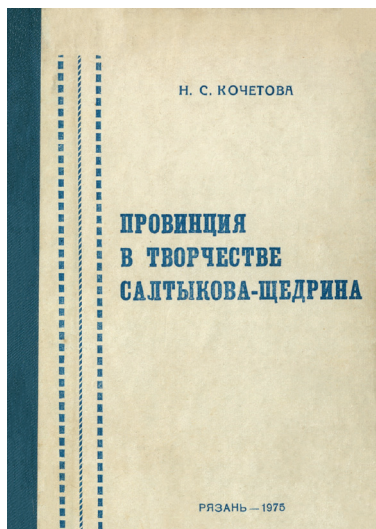 Н. С. КОЧЕТОВА
ПРОВИНЦИЯ
В ТВОРЧЕСТВЕ
САЛТЫКОВА-ЩЕДРИНА
РЯЗАНЬ — 1975